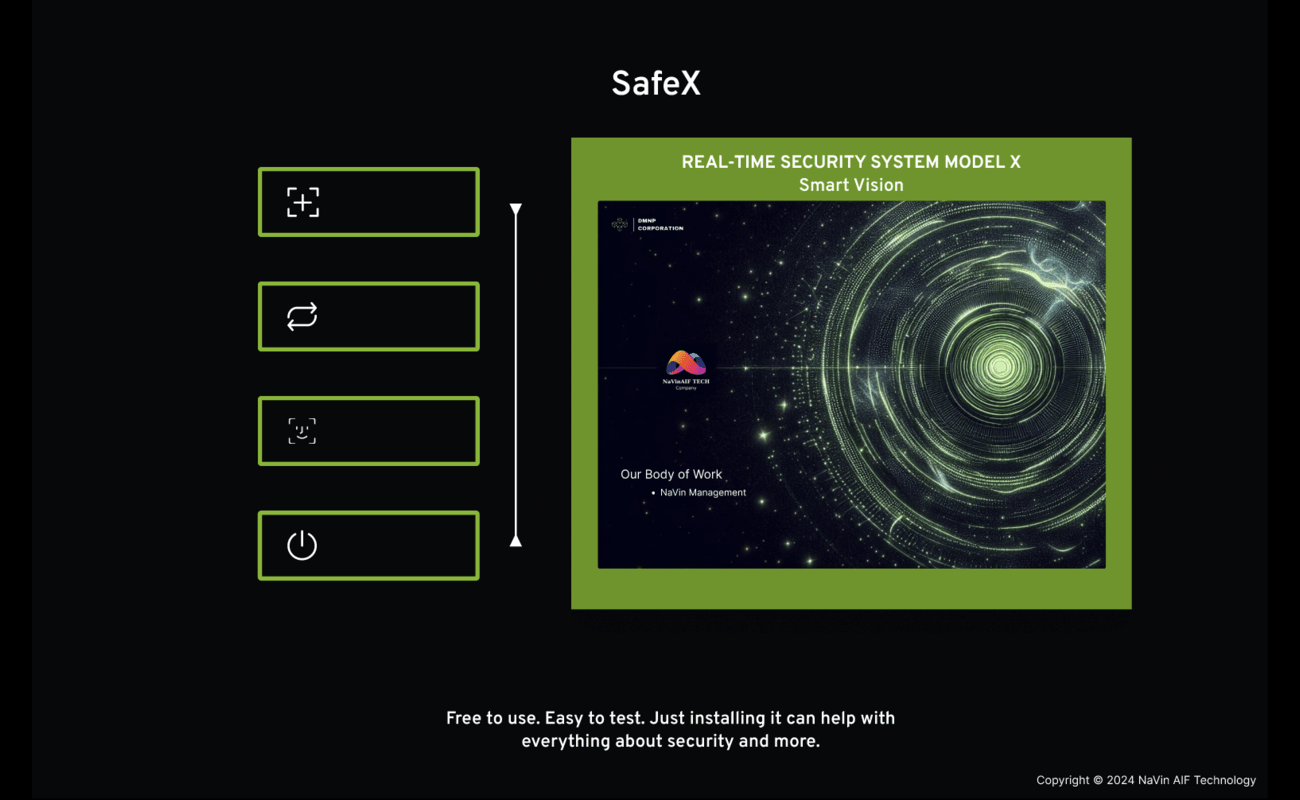 SafeX
REAL-TIME SECURITY SYSTEM MODEL X
Smart Vision
DMNP
CORPORATION
NaVinAIF TECH
Company
Our Body of Work
• NaVin Management
Free to use. Easy to test. Just installing it can help with
everything about security and more.
Copyright © 2024 NaVin AIF Technology